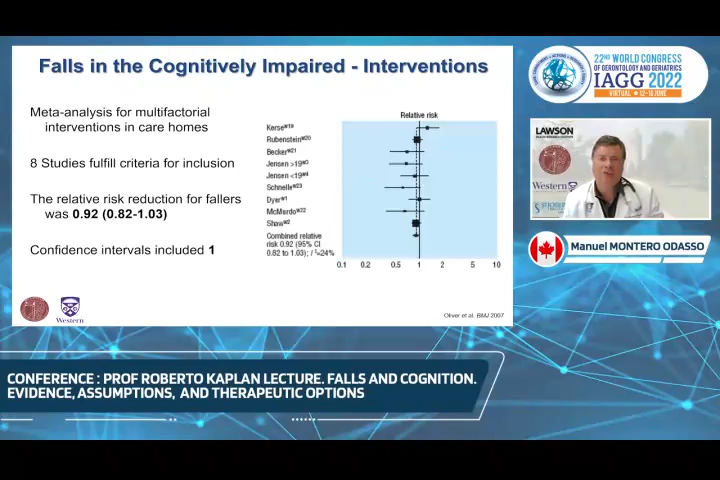 Falls in the Cognitively Impaired - Interventions
Meta-analysis for multifactorial
interventions in care homes
8 Studies fulfill criteria for inclusion
The relative risk reduction for fallers
was 0.92 (0.82-1.03)
Confidence intervals included 1
Relative risk
Kerse
Rubenstein
Becker
Jensen >19
Jensen <19
Schnelle
Dyer
McMurdo
Shaw
Combined relative
risk 0.92 (95% CI
0.82 to 1.03); I²=24%
0.1 0.2 0.5 1 2 5 10
Western
Oliver et al. BMJ 2007
22ND WORLD CONGRESS
OF GERONTOLOGY AND GERIATRICS
IAGG 2022
VIRTUAL • 12-16 JUNE
LAWSON
Western
Manuel MONTERO ODASSO
CONFERENCE : PROF ROBERTO KAPLAN LECTURE. FALLS AND COGNITION.
EVIDENCE, ASSUMPTIONS, AND THERAPEUTIC OPTIONS